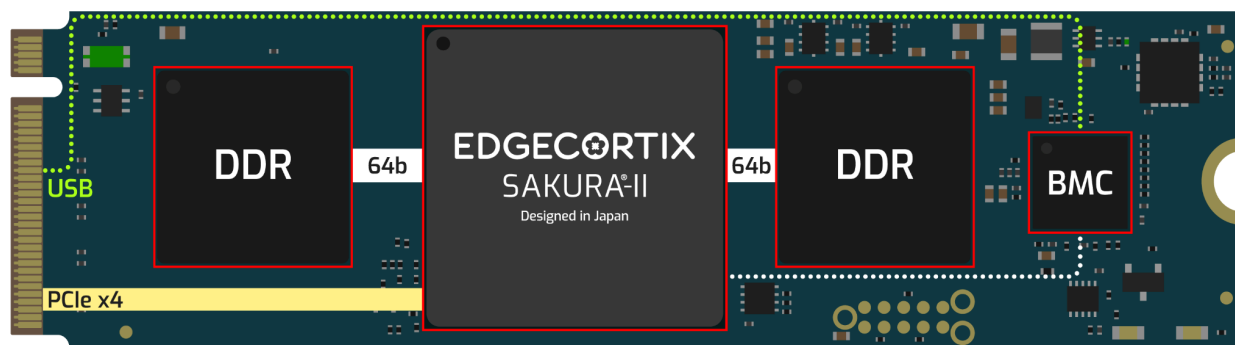 USB
PCIe x4
DDR
64b
EDGECORTIX
SAKURA®-II
Designed in Japan
64b
DDR
BMC